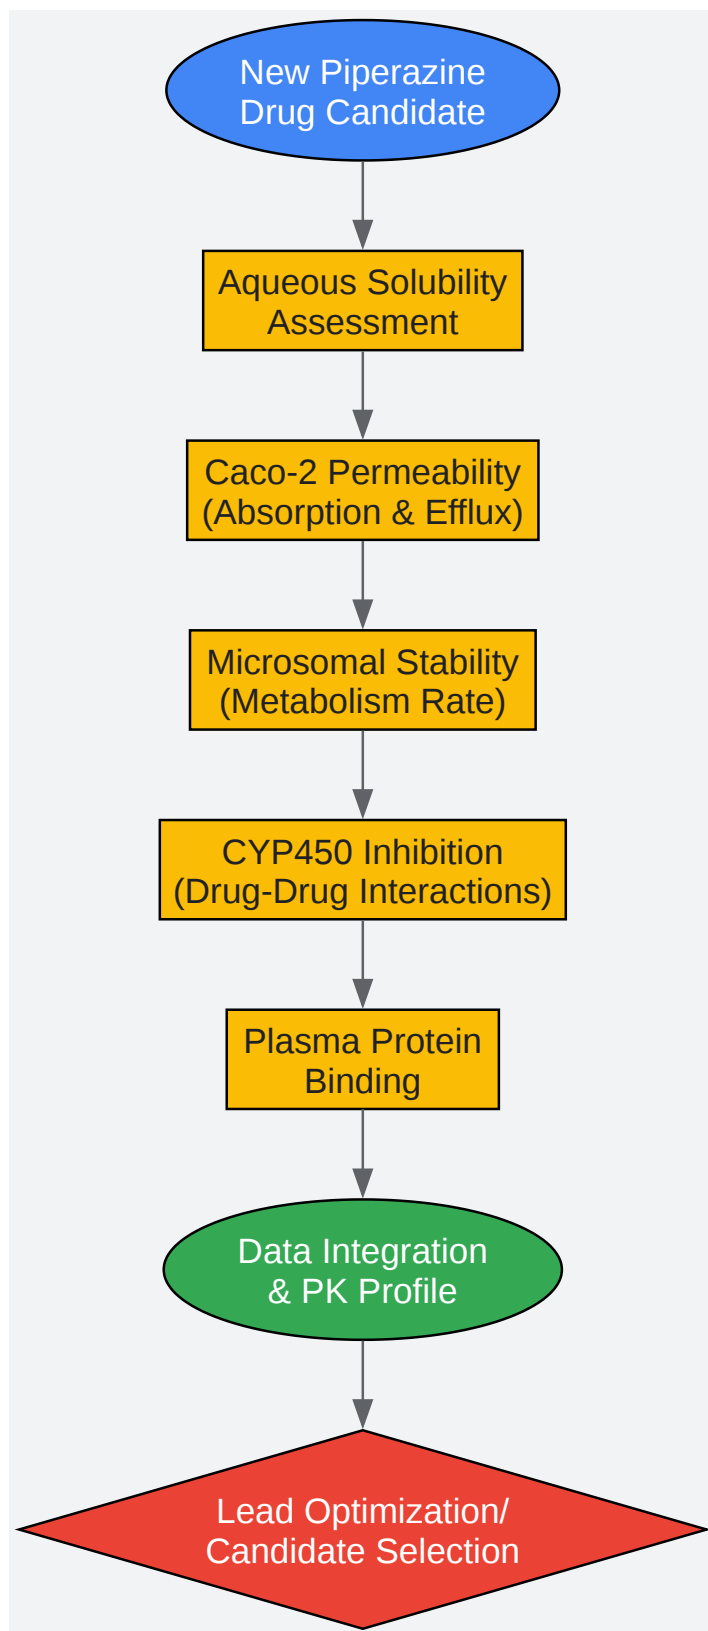 New Piperazine
Drug Candidate
Aqueous Solubility
Assessment
Caco-2 Permeability
(Absorption & Efflux)
Microsomal Stability
(Metabolism Rate)
CYP450 Inhibition
(Drug-Drug Interactions)
Plasma Protein
Binding
Data Integration
& PK Profile
Lead Optimization/
Candidate Selection